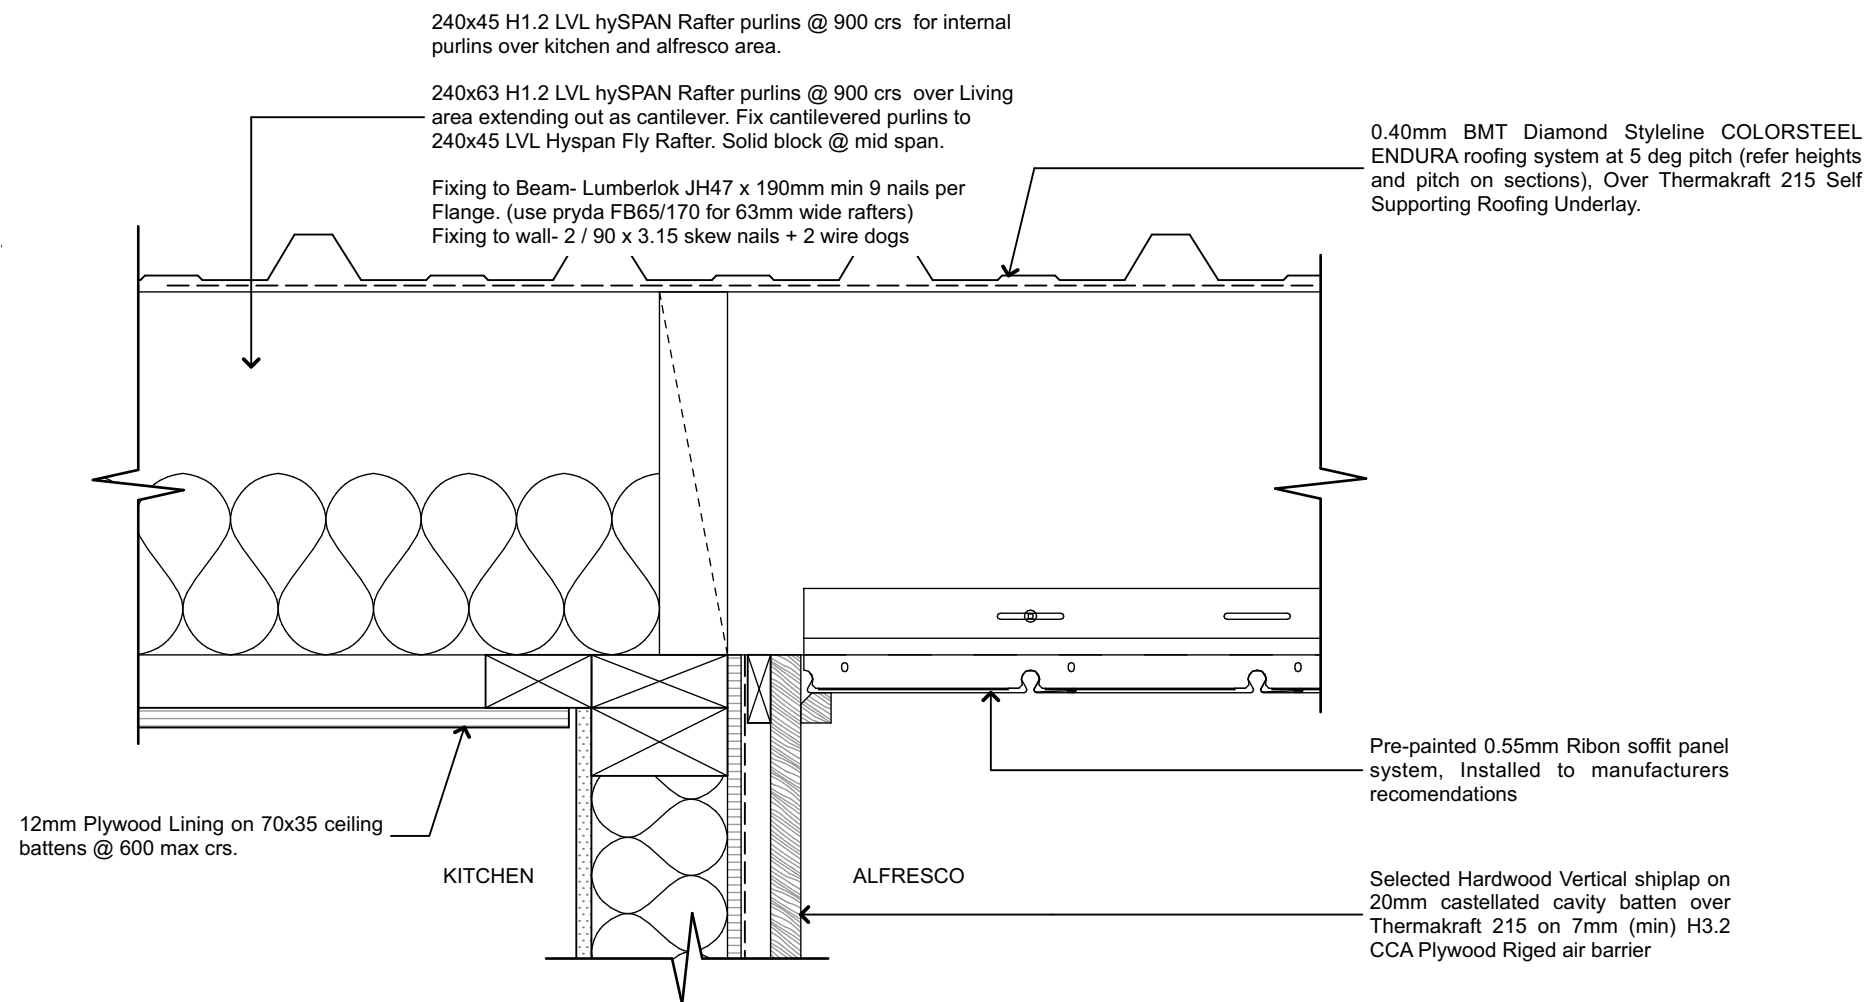 240x45 H1.2 LVL hySPAN Rafter purlins @ 900 crs for internal
purlins over kitchen and alfresco area.
240x63 H1.2 LVL hySPAN Rafter purlins @ 900 crs over Living
area extending out as cantilever. Fix cantilevered purlins to
240x45 LVL Hyspan Fly Rafter. Solid block @ mid span.
Fixing to Beam- Lumberlok JH47 x 190mm min 9 nails per
Flange. (use pryda FB65/170 for 63mm wide rafters)
Fixing to wall- 2 / 90 x 3.15 skew nails + 2 wire dogs
0.40mm BMT Diamond Styleline COLORSTEEL
ENDURA roofing system at 5 deg pitch (refer heights
and pitch on sections), Over Thermakraft 215 Self
Supporting Roofing Underlay.
Pre-painted 0.55mm Ribon soffit panel
system, Installed to manufacturers
recomendations
12mm Plywood Lining on 70x35 ceiling
battens @ 600 max crs.
KITCHEN
ALFRESCO
Selected Hardwood Vertical shiplap on
20mm castellated cavity batten over
Thermakraft 215 on 7mm (min) H3.2
CCA Plywood Riged air barrier